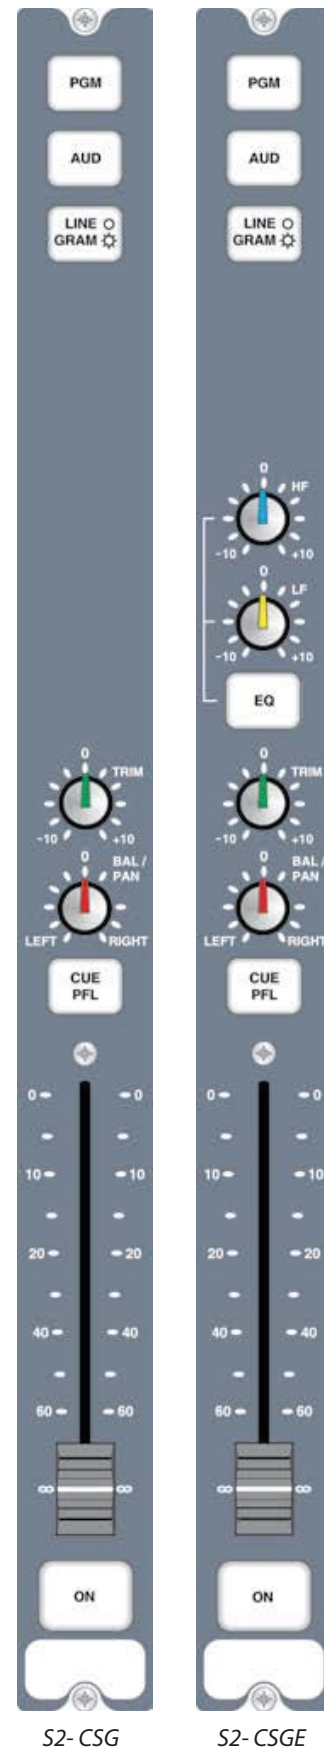 PGM
AUD
LINE
GRAM
0
TRIM
-10 +10
0
BAL /
PAN
LEFT RIGHT
CUE
PFL
0 0
10 10
20 20
40 40
60 60
∞ ∞
ON
S2- CSG
PGM
AUD
LINE
GRAM
0
HF
-10 +10
0
LF
-10 +10
EQ
0
TRIM
-10 +10
0
BAL /
PAN
LEFT RIGHT
CUE
PFL
0 0
10 10
20 20
40 40
60 60
∞ ∞
ON
S2- CSGE